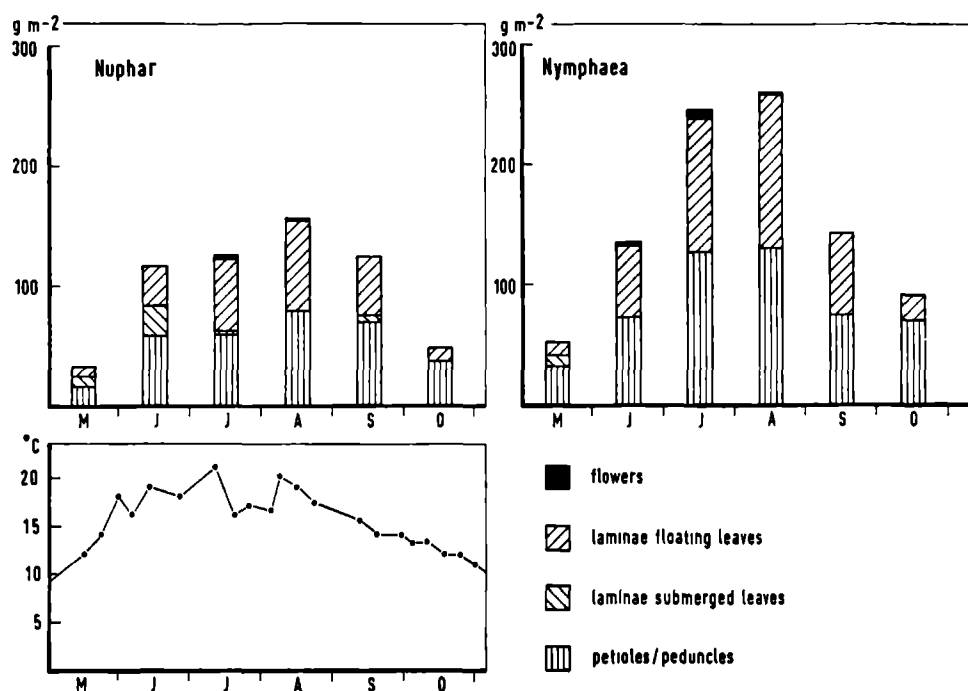 g m-2
300
Nuphar
200
100
M J J A S O
g m-2
300
Nymphaea
200
100
M J J A S O
°C
20
15
10
5
M J J A S O
flowers
laminae floating leaves
laminae submerged leaves
petioles/peduncles